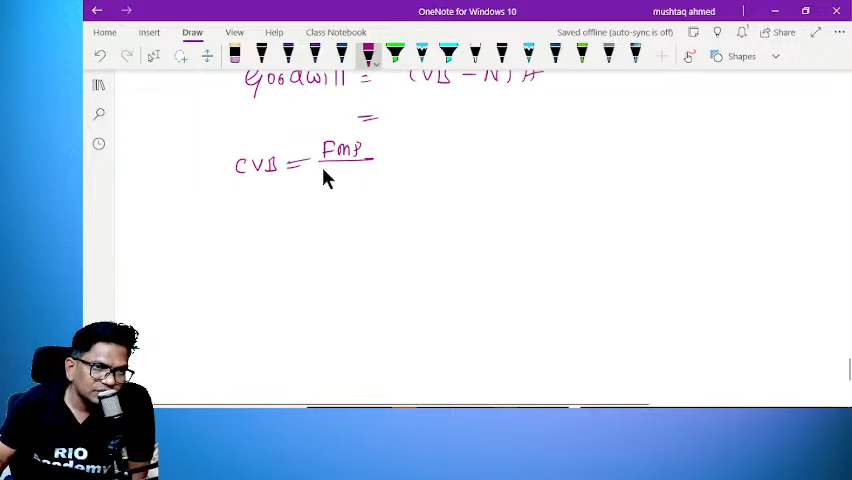 OneNote for Windows 10
mushtaq ahmed
Home Insert Draw View Help Class Notebook
Saved offline (auto-sync is off)
Share
Shapes
Goodwill = CVB - N) A
=
CVB = FMP
RIO
Academy